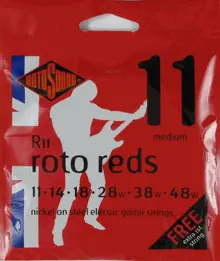 ROTOSOUND
11
medium
R11
roto reds
11-14-18-28w-38w-48w
nickel on steel electric guitar strings
FREE
extra 1st
string